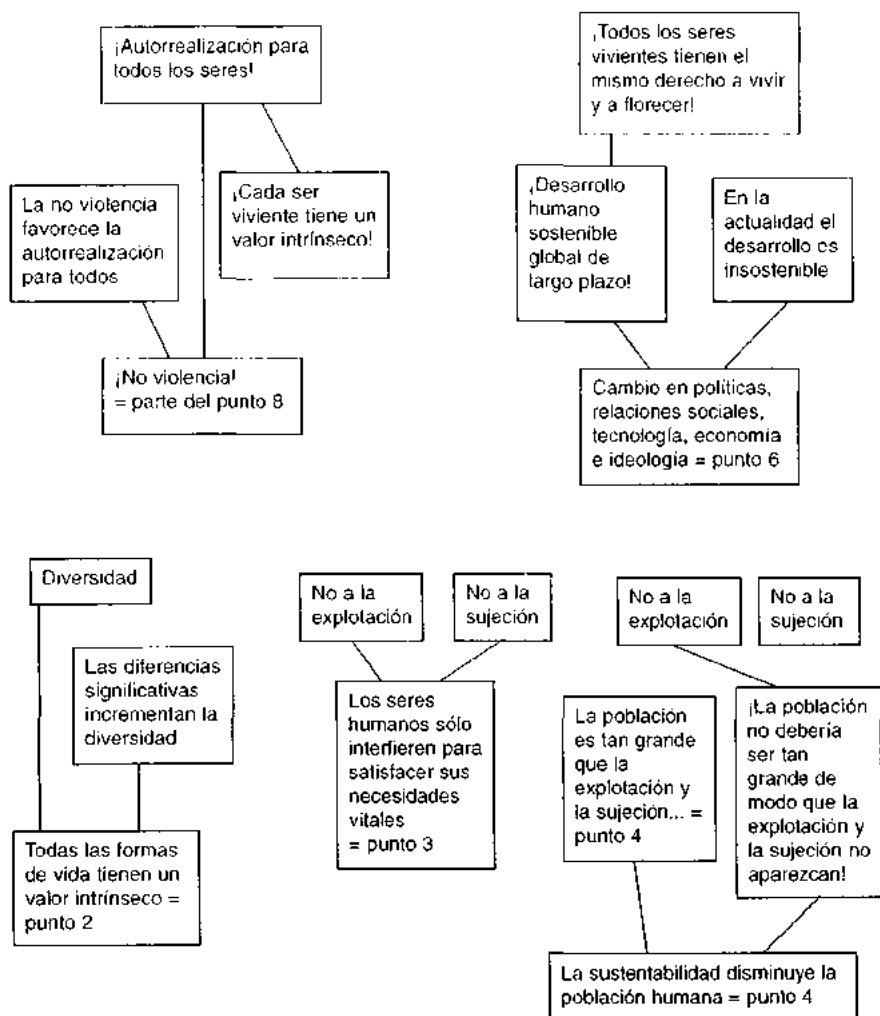 ¡Autorrealización para
todos los seres!
La no violencia
favorece la
autorrealización
para todos
¡Cada ser
viviente tiene un
valor intrínseco!
¡No violencia!
= parte del punto 8
¡Todos los seres
vivientes tienen el
mismo derecho a vivir
y a florecer!
¡Desarrollo
humano
sostenible
global de
largo plazo!
En la
actualidad el
desarrollo es
insostenible
Cambio en políticas,
relaciones sociales,
tecnología, economía
e ideología = punto 6
Diversidad
Las diferencias
significativas
incrementan la
diversidad
Todas las formas
de vida tienen un
valor intrínseco =
punto 2
No a la
explotación
No a la
sujeción
Los seres
humanos sólo
interfieren para
satisfacer sus
necesidades
vitales
= punto 3
No a la
explotación
No a la
sujeción
La población
es tan grande
que la
explotación y
la sujeción... =
punto 4
¡La población
no debería
ser tan
grande de
modo que la
explotación y
la sujeción no
aparezcan!
La sustentabilidad disminuye la
población humana = punto 4